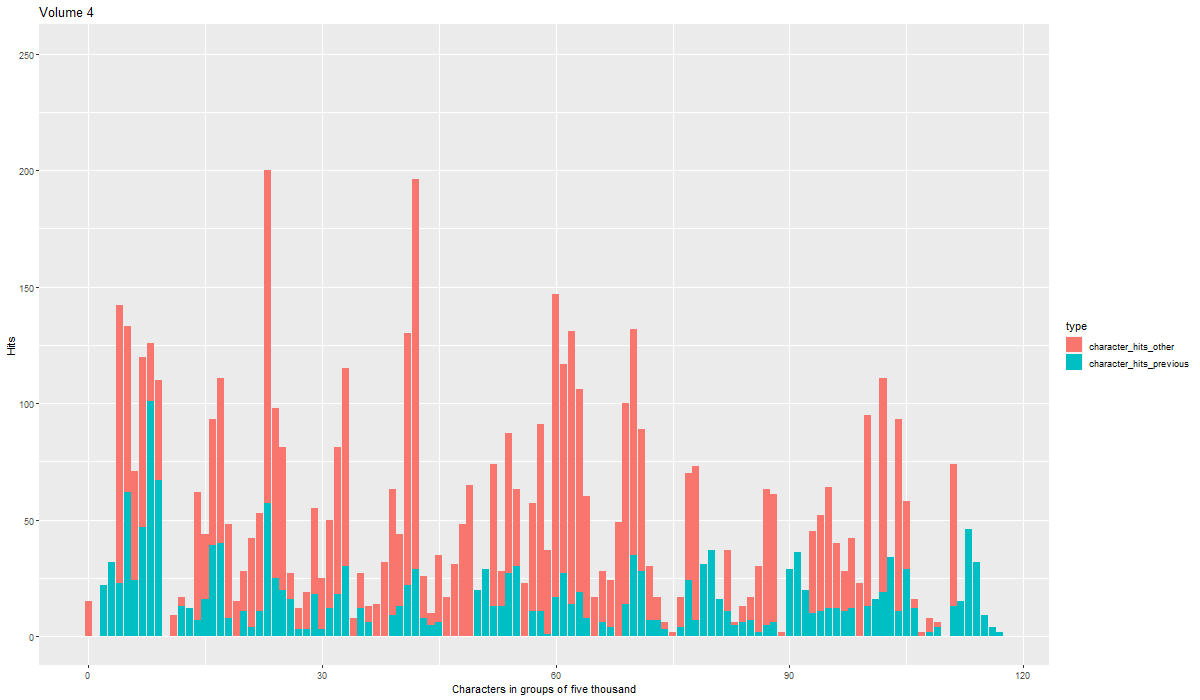 Volume 4
250
200
150
100
50
0
Hits
0 30 60 90 120
Characters in groups of five thousand
type
character_hits_other
character_hits_previous